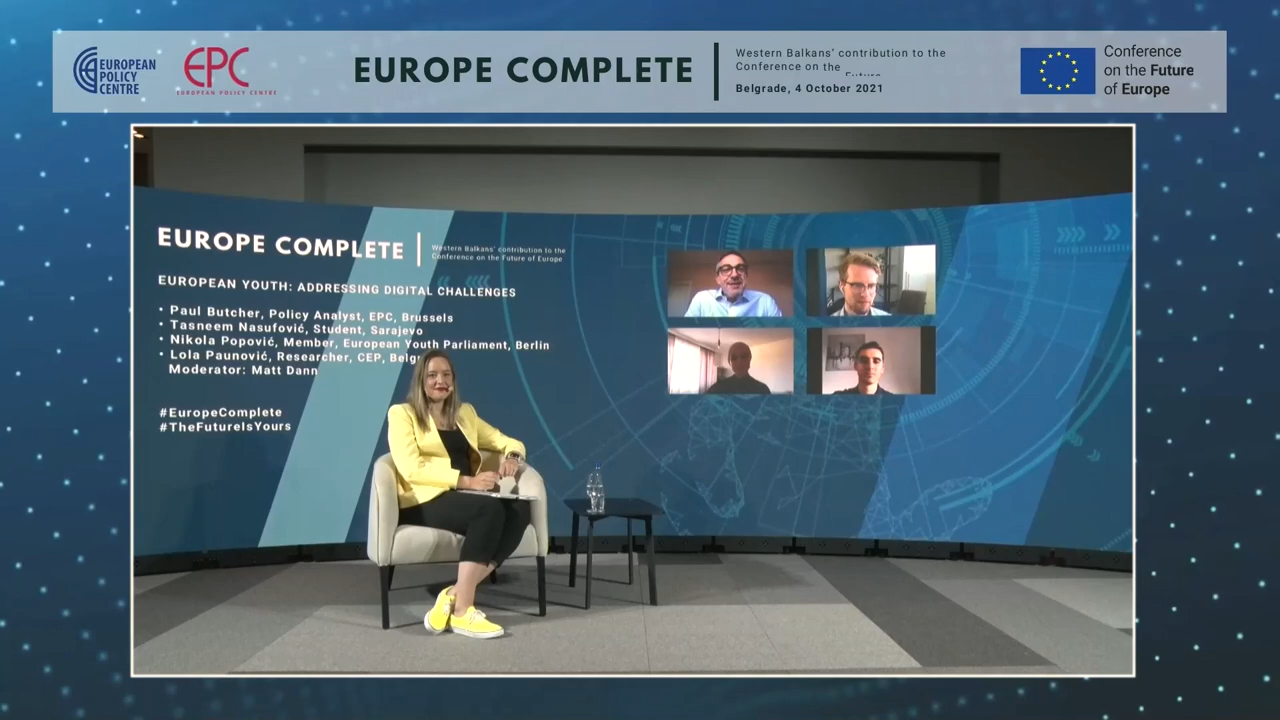 EUROPEAN
POLICY
CENTRE
EPC
EUROPEAN POLICY CENTRE
EUROPE COMPLETE
Western Balkans' contribution to the
Conference on the Future
Belgrade, 4 October 2021
Conference
on the Future
of Europe
EUROPE COMPLETE
Western Balkans' contribution to the
Conference on the Future of Europe
EUROPEAN YOUTH: ADDRESSING DIGITAL CHALLENGES
• Paul Butcher, Policy Analyst, EPC, Brussels
• Tasneem Nasufović, Student, Sarajevo
• Nikola Popović, Member, European Youth Parliament, Berlin
• Lola Paunović, Researcher, CEP, Belg
Moderator: Matt Dann
#EuropeComplete
#TheFutureIsYours